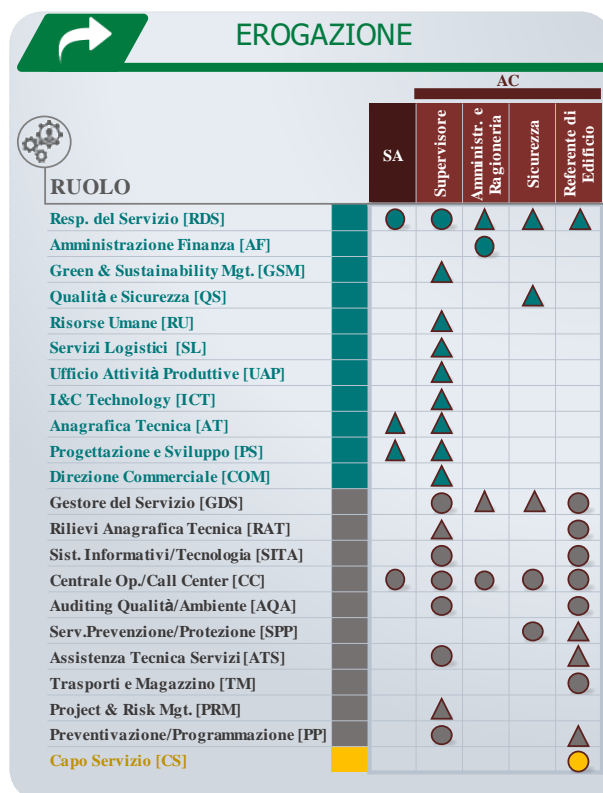 EROGAZIONE
AC
SA
Supervisore
Amministr. e
Ragioneria
Sicurezza
Referente di
Edificio
RUOLO
Resp. del Servizio [RDS]
Amministrazione Finanza [AF]
Green & Sustainability Mgt. [GSM]
Qualità e Sicurezza [QS]
Risorse Umane [RU]
Servizi Logistici [SL]
Ufficio Attività Produttive [UAP]
I&C Technology [ICT]
Anagrafica Tecnica [AT]
Progettazione e Sviluppo [PS]
Direzione Commerciale [COM]
Gestore del Servizio [GDS]
Rilievi Anagrafica Tecnica [RAT]
Sist. Informativi/Tecnologia [SITA]
Centrale Op./Call Center [CC]
Auditing Qualità/Ambiente [AQA]
Serv.Prevenzione/Protezione [SPP]
Assistenza Tecnica Servizi [ATS]
Trasporti e Magazzino [TM]
Project & Risk Mgt. [PRM]
Preventivazione/Programmazione [PP]
Capo Servizio [CS]